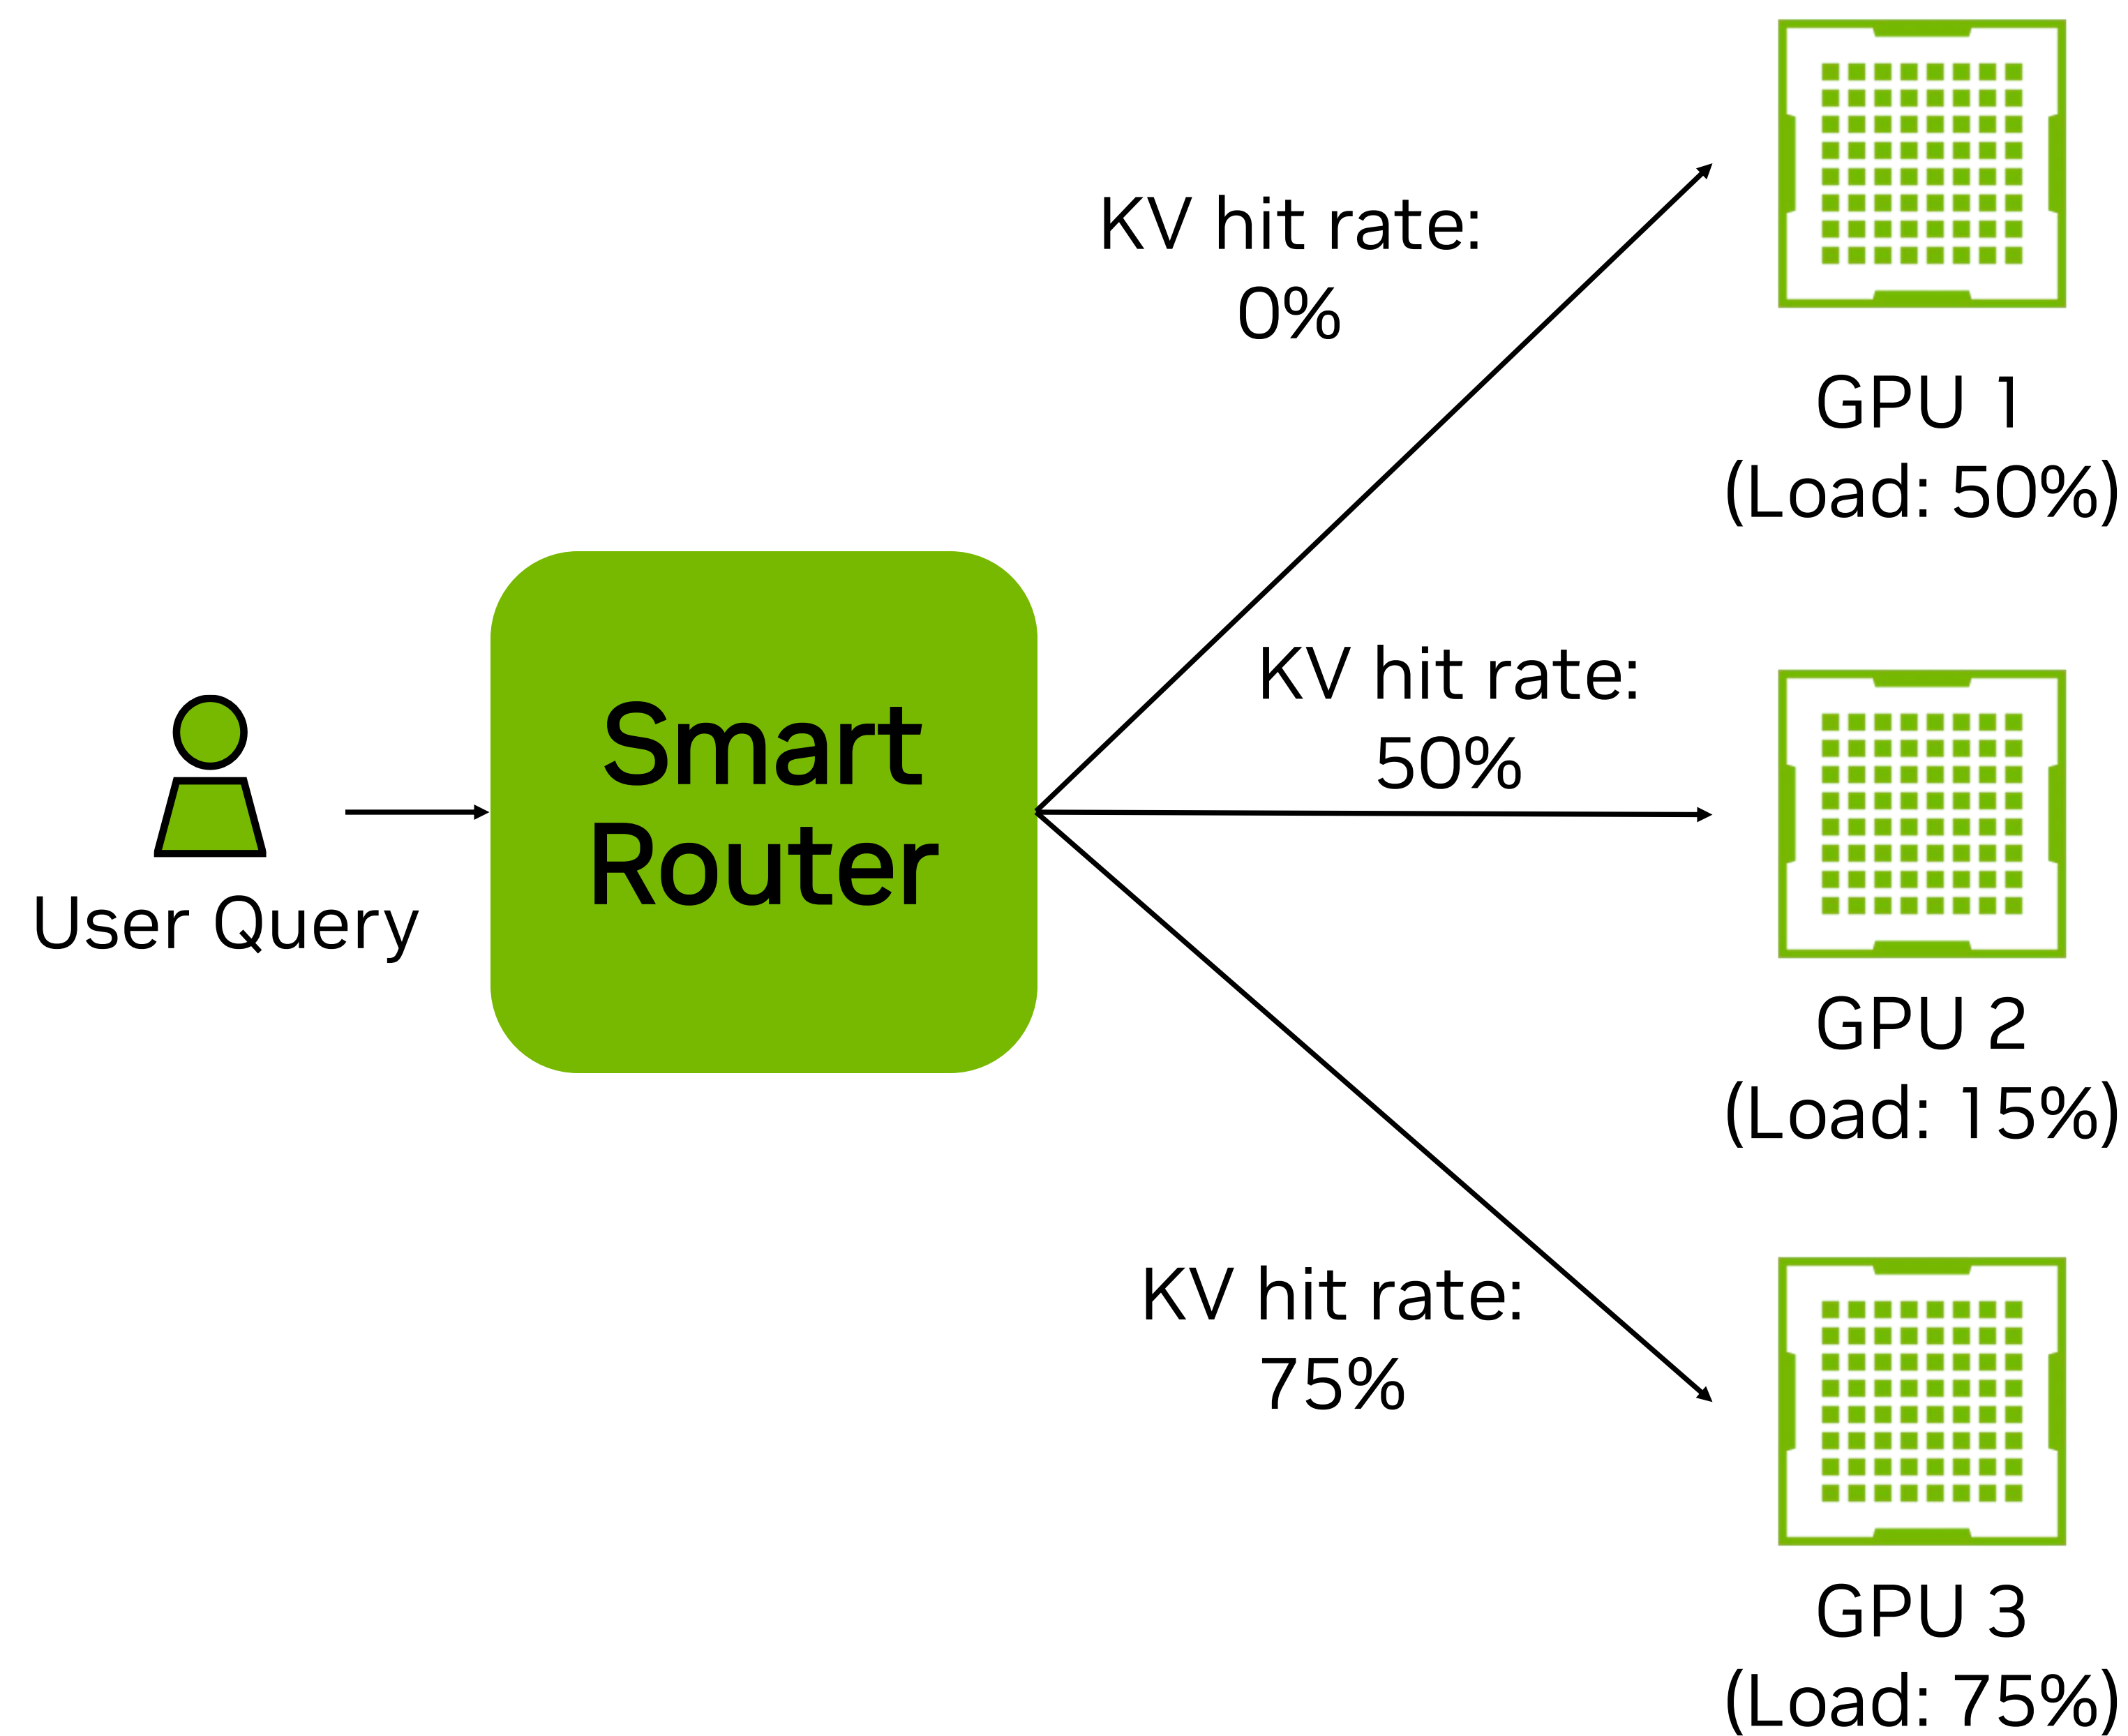 KV hit rate:
0%
GPU 1
(Load: 50%)
User Query
Smart
Router
KV hit rate:
50%
GPU 2
(Load: 15%)
KV hit rate:
75%
GPU 3
(Load: 75%)